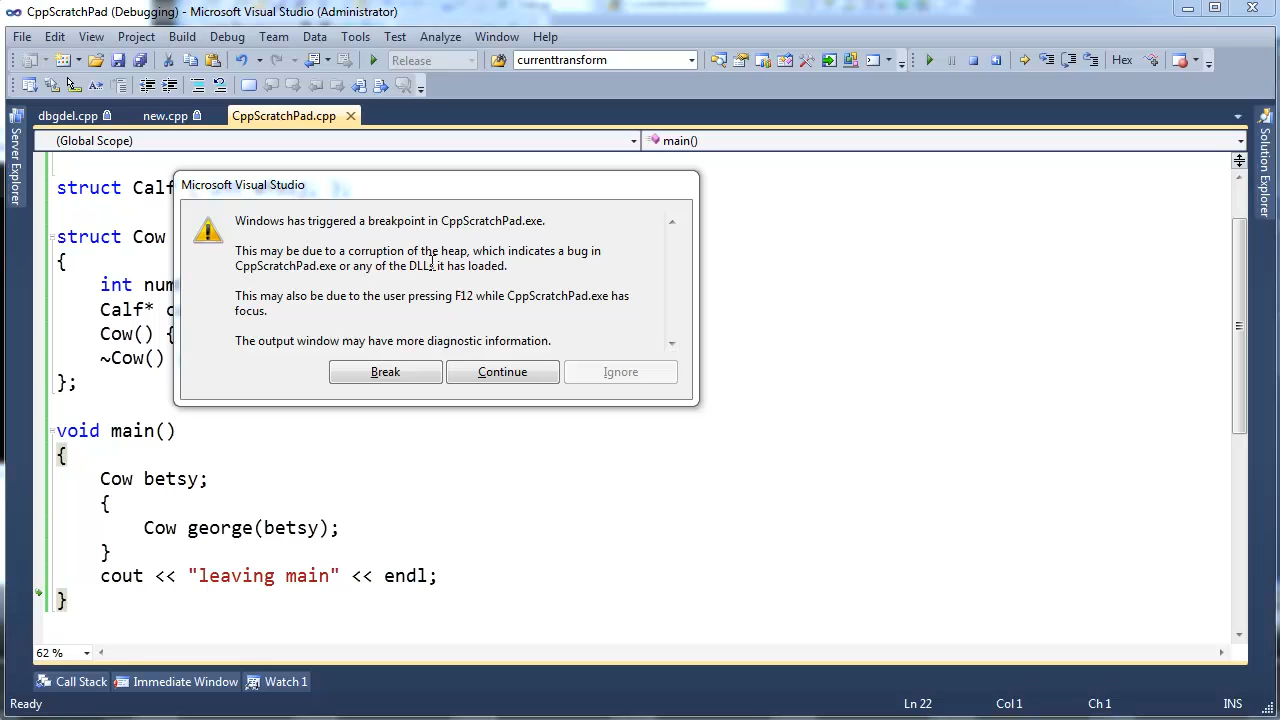 CppScratchPad (Debugging) - Microsoft Visual Studio (Administrator)
File Edit View Project Build Debug Team Data Tools Test Analyze Window Help
Release currenttransform Hex
dbgdel.cpp new.cpp CppScratchPad.cpp
(Global Scope) main()
Server Explorer
Solution Explorer
struct Calf
struct Cow
{
int num
Calf*
Cow() {
~Cow()
};
void main()
{
Cow betsy;
{
Cow george(betsy);
}
cout << "leaving main" << endl;
}
Microsoft Visual Studio
Windows has triggered a breakpoint in CppScratchPad.exe.
This may be due to a corruption of the heap, which indicates a bug in
CppScratchPad.exe or any of the DLLs it has loaded.
This may also be due to the user pressing F12 while CppScratchPad.exe has
focus.
The output window may have more diagnostic information.
Break Continue Ignore
62 %
Call Stack Immediate Window Watch 1
Ready Ln 22 Col 1 Ch 1 INS